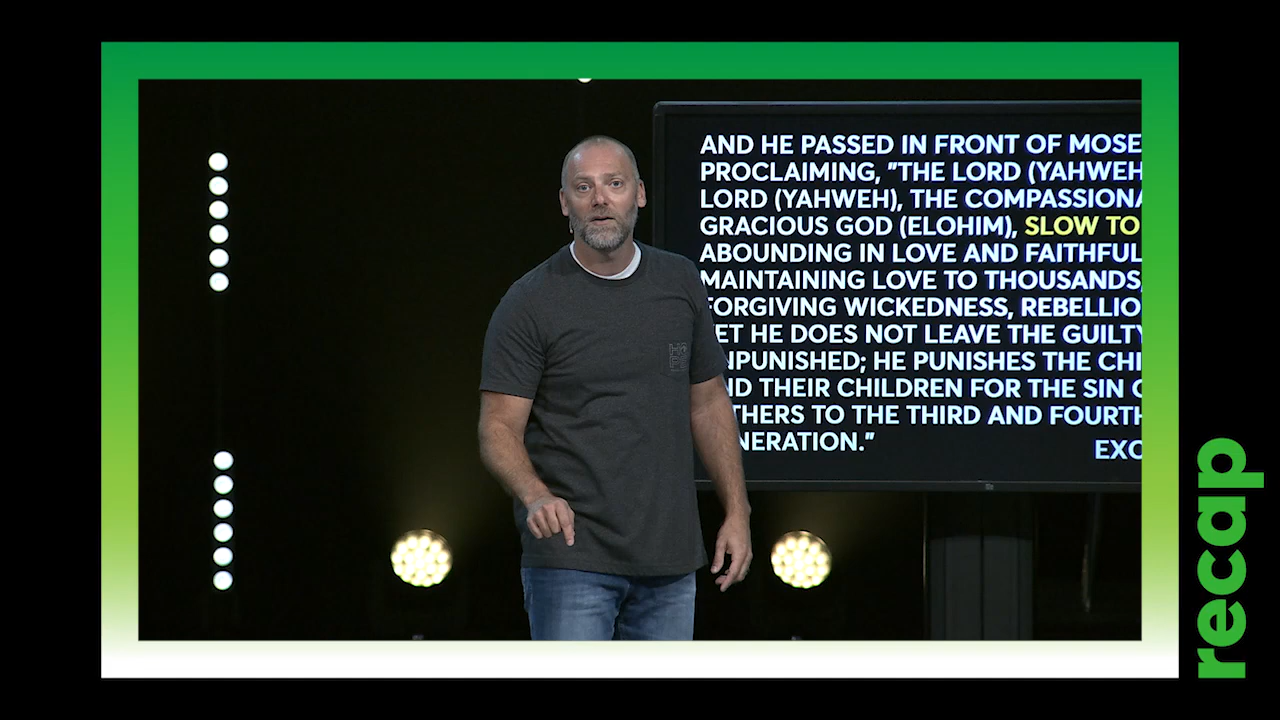 AND HE PASSED IN FRONT OF MOSE
PROCLAIMING, "THE LORD (YAHWEH
LORD (YAHWEH), THE COMPASSIONA
GRACIOUS GOD (ELOHIM), SLOW TO
ABOUNDING IN LOVE AND FAITHFUL
MAINTAINING LOVE TO THOUSANDS,
FORGIVING WICKEDNESS, REBELLIO
ET HE DOES NOT LEAVE THE GUILTY
NPUNISHED; HE PUNISHES THE CHI
ND THEIR CHILDREN FOR THE SIN O
THERS TO THE THIRD AND FOURTH
NERATION."
EXO
recap